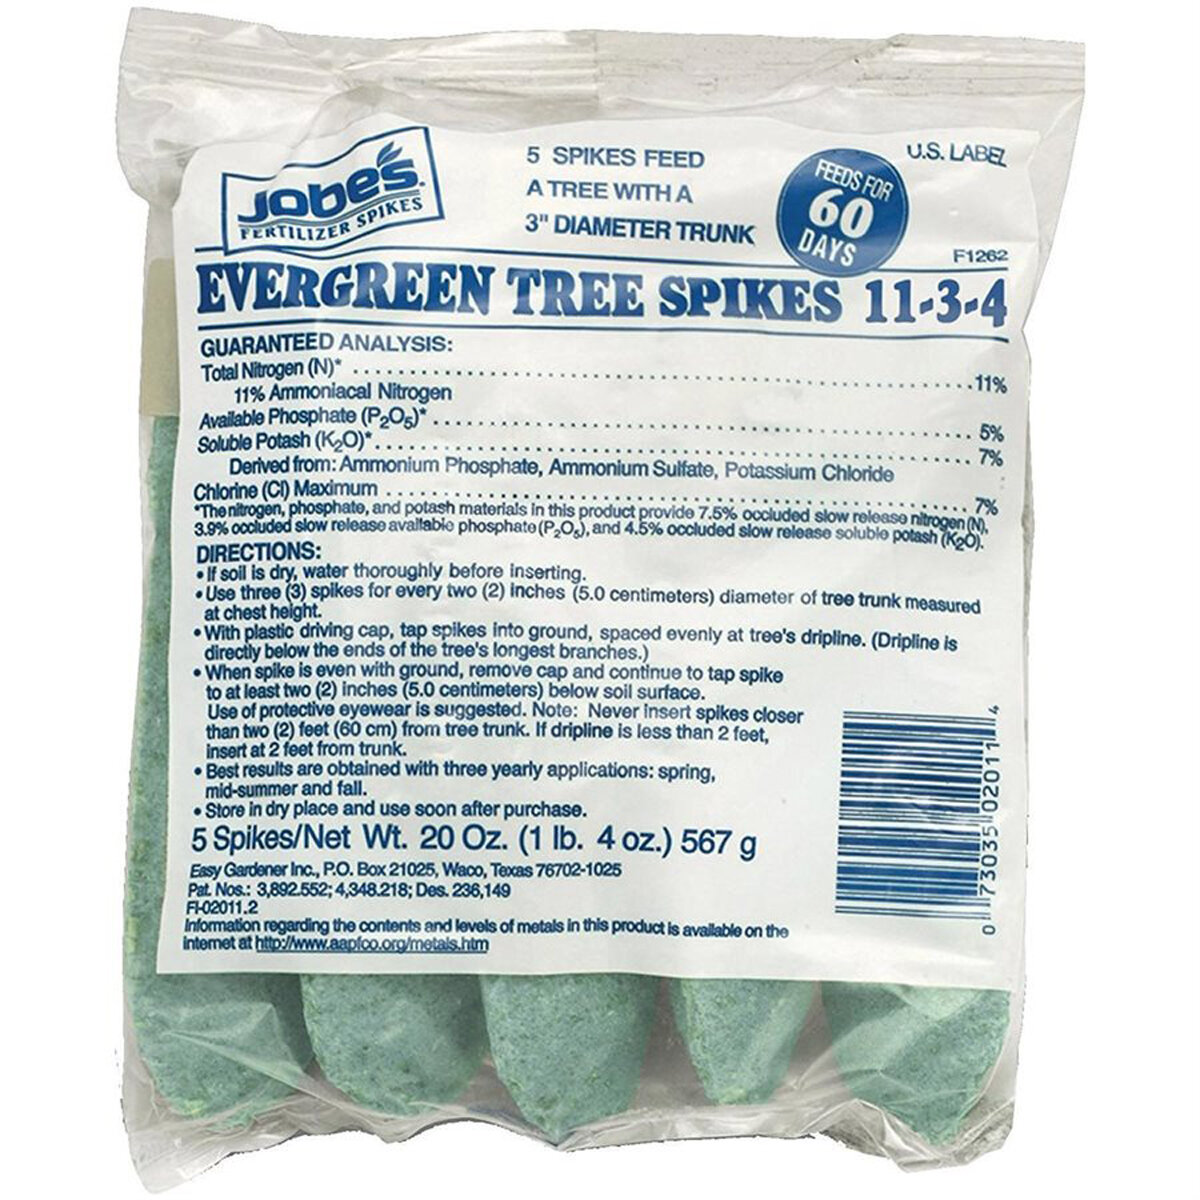 Jobe's.
FERTILIZER SPIKES
5 SPIKES FEED
A TREE WITH A
3" DIAMETER TRUNK
FEEDS FOR
60
DAYS
U.S. LABEL
F1262
EVERGREEN TREE SPIKES 11-3-4
GUARANTEED ANALYSIS:
Total Nitrogen (N)* ........ 11%
11% Ammoniacal Nitrogen
Available Phosphate (P₂O₅)* ........ 5%
Soluble Potash (K₂O)* ........ 7%
Derived from: Ammonium Phosphate, Ammonium Sulfate, Potassium Chloride
Chlorine (Cl) Maximum ........ 7%
*The nitrogen, phosphate, and potash materials in this product provide 7.5% occluded slow release nitrogen (N),
3.9% occluded slow release available phosphate (P₂O₅), and 4.5% occluded slow release soluble potash (K₂O).
DIRECTIONS:
• If soil is dry, water thoroughly before inserting.
• Use three (3) spikes for every two (2) inches (5.0 centimeters) diameter of tree trunk measured
at chest height.
• With plastic driving cap, tap spikes into ground, spaced evenly at tree's dripline. (Dripline is
directly below the ends of the tree's longest branches.)
• When spike is even with ground, remove cap and continue to tap spike
to at least two (2) inches (5.0 centimeters) below soil surface.
Use of protective eyewear is suggested. Note: Never insert spikes closer
than two (2) feet (60 cm) from tree trunk. If dripline is less than 2 feet,
insert at 2 feet from trunk.
• Best results are obtained with three yearly applications: spring,
mid-summer and fall.
• Store in dry place and use soon after purchase.
5 Spikes/Net Wt. 20 Oz. (1 lb. 4 oz.) 567 g
Easy Gardener Inc., P.O. Box 21025, Waco, Texas 76702-1025
Pat. Nos.: 3,892.552; 4,348.218; Des. 236,149
FI-02011.2
Information regarding the contents and levels of metals in this product is available on the
internet at http://www.aapfco.org/metals.htm
0 73035 02011 4